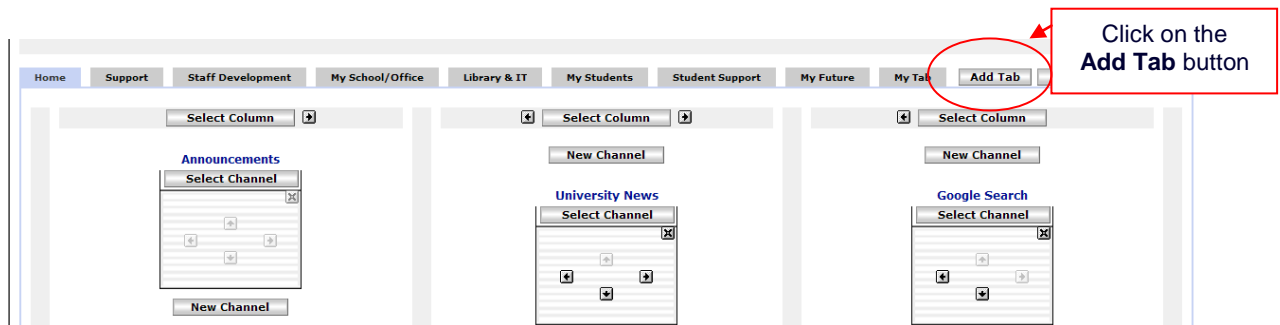 Click on the
Add Tab button
Home Support Staff Development My School/Office Library & IT My Students Student Support My Future My Tab Add Tab
Select Column Select Column Select Column
New Channel New Channel
Announcements
Select Channel
University News Google Search
Select Channel Select Channel
New Channel